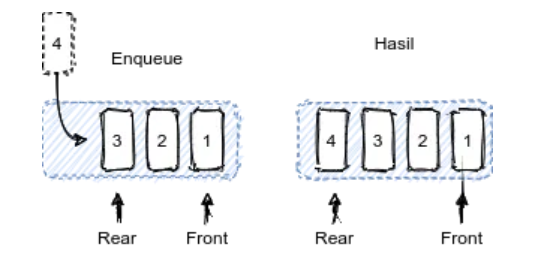 4
Enqueue
3 2 1
Rear Front
Hasil
4 3 2 1
Rear Front